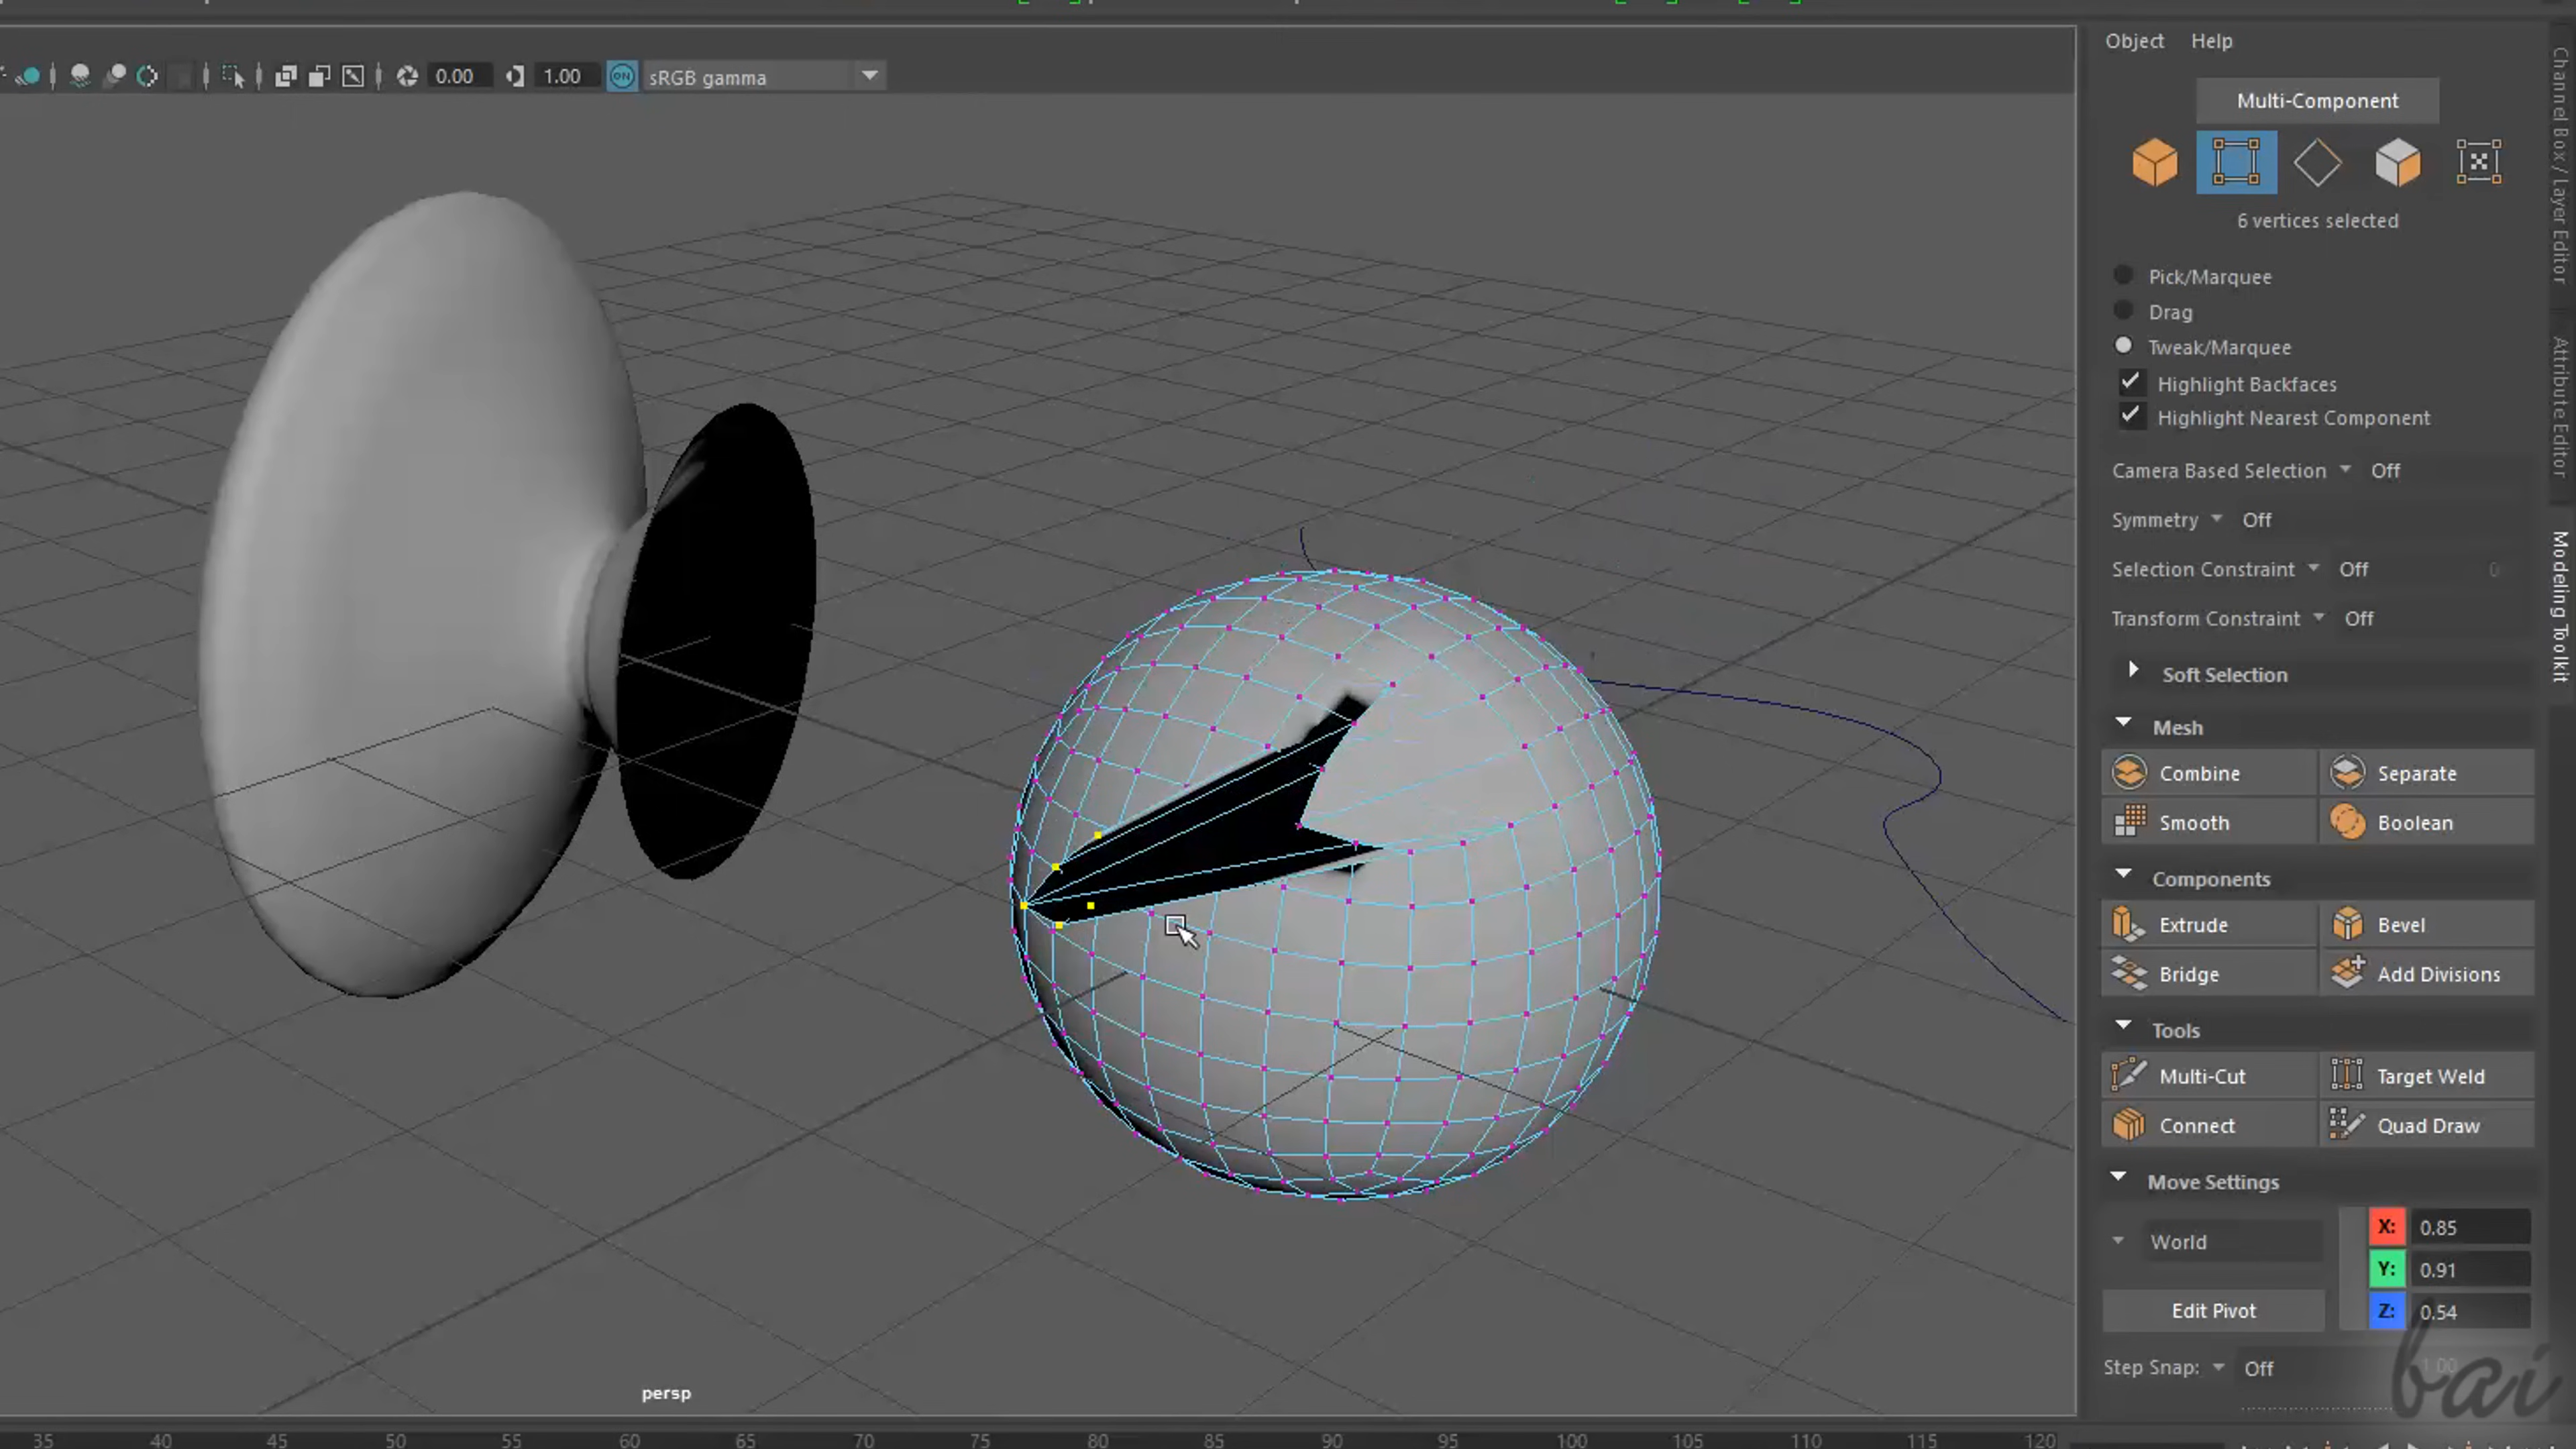 Object Help
0.00 1.00 ON sRGB gamma
Multi-Component
6 vertices selected
Pick/Marquee
Drag
Tweak/Marquee
Highlight Backfaces
Highlight Nearest Component
Camera Based Selection Off
Symmetry Off
Selection Constraint Off 0
Transform Constraint Off
Soft Selection
Mesh
Combine Separate
Smooth Boolean
Components
Extrude Bevel
Bridge Add Divisions
Tools
Multi-Cut Target Weld
Connect Quad Draw
Move Settings
World
X: 0.85
Y: 0.91
Z: 0.54
Edit Pivot
Step Snap: Off 1.00
bai
persp
35 40 45 50 55 60 65 70 75 80 85 90 95 100 105 110 115 120
Channel Box / Layer Editor
Attribute Editor
Modeling Toolkit